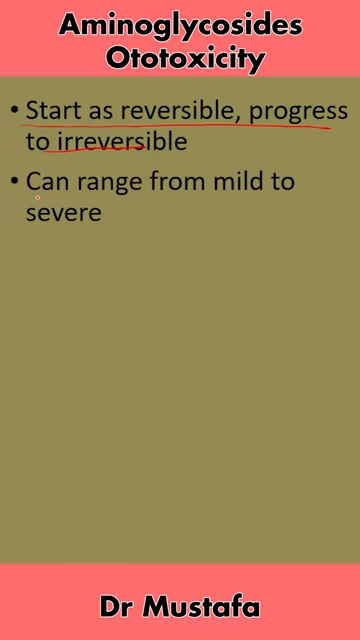 Aminoglycosides
Ototoxicity
• Start as reversible, progress
to irreversible
• Can range from mild to
severe
Dr Mustafa